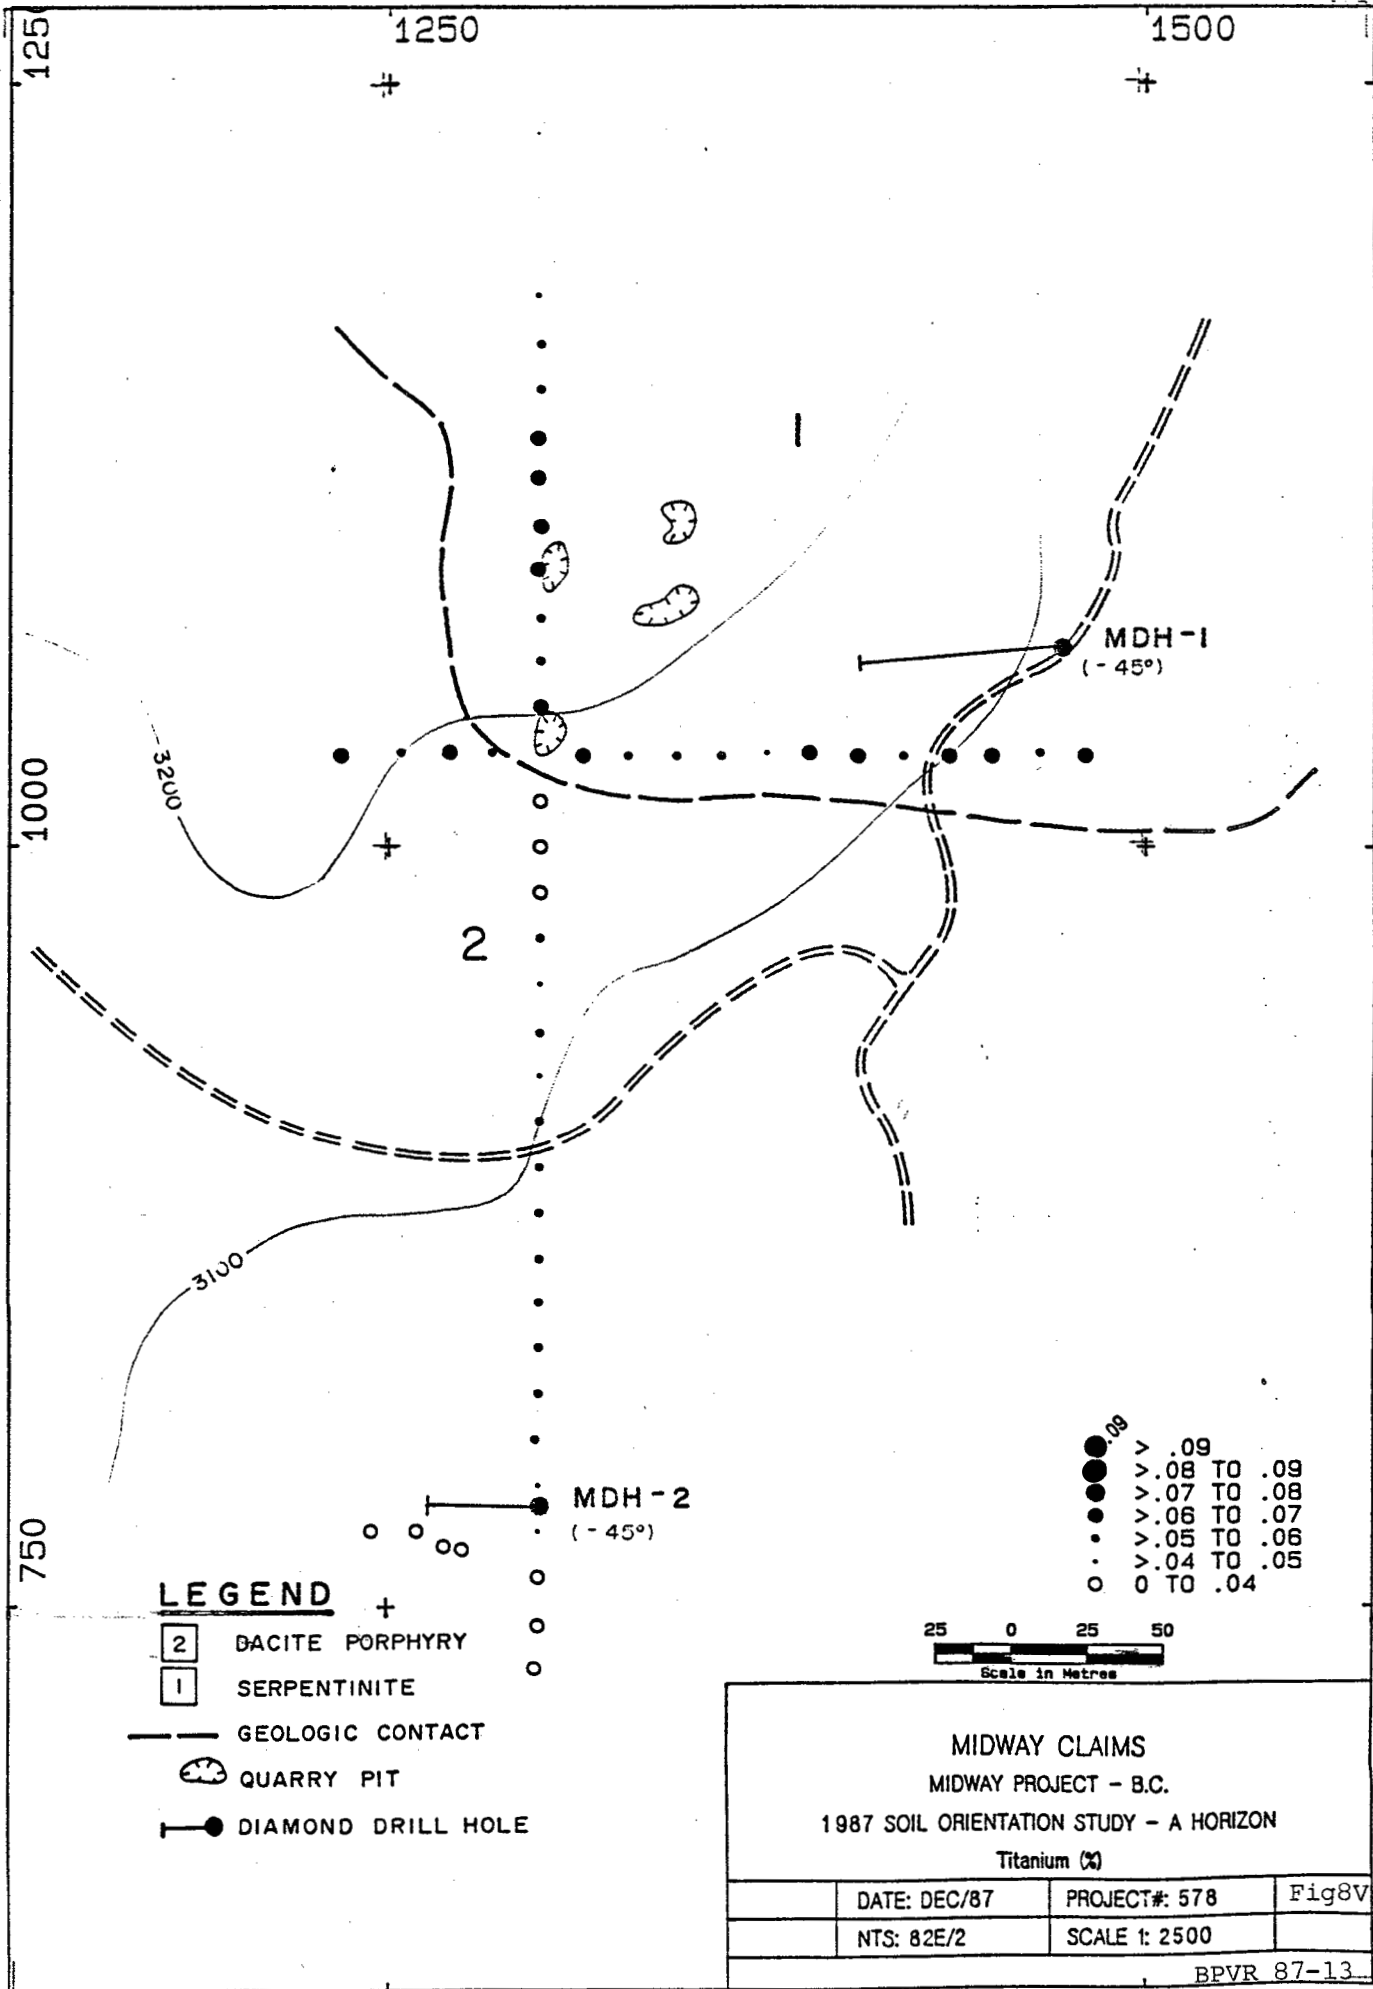 125
1250
1500
1
MDH-1
(-45°)
3200
1000
2
3100
.09
> .09
>.08 TO .09
>.07 TO .08
>.06 TO .07
>.05 TO .06
>.04 TO .05
0 TO .04
MDH-2
(-45°)
750
LEGEND
2 DACITE PORPHYRY
1 SERPENTINITE
GEOLOGIC CONTACT
QUARRY PIT
DIAMOND DRILL HOLE
25 0 25 50
Scale in Metres
MIDWAY CLAIMS
MIDWAY PROJECT - B.C.
1987 SOIL ORIENTATION STUDY - A HORIZON
Titanium (%)
DATE: DEC/87 PROJECT#: 578 Fig8V
NTS: 82E/2 SCALE 1: 2500
BPVR 87-13